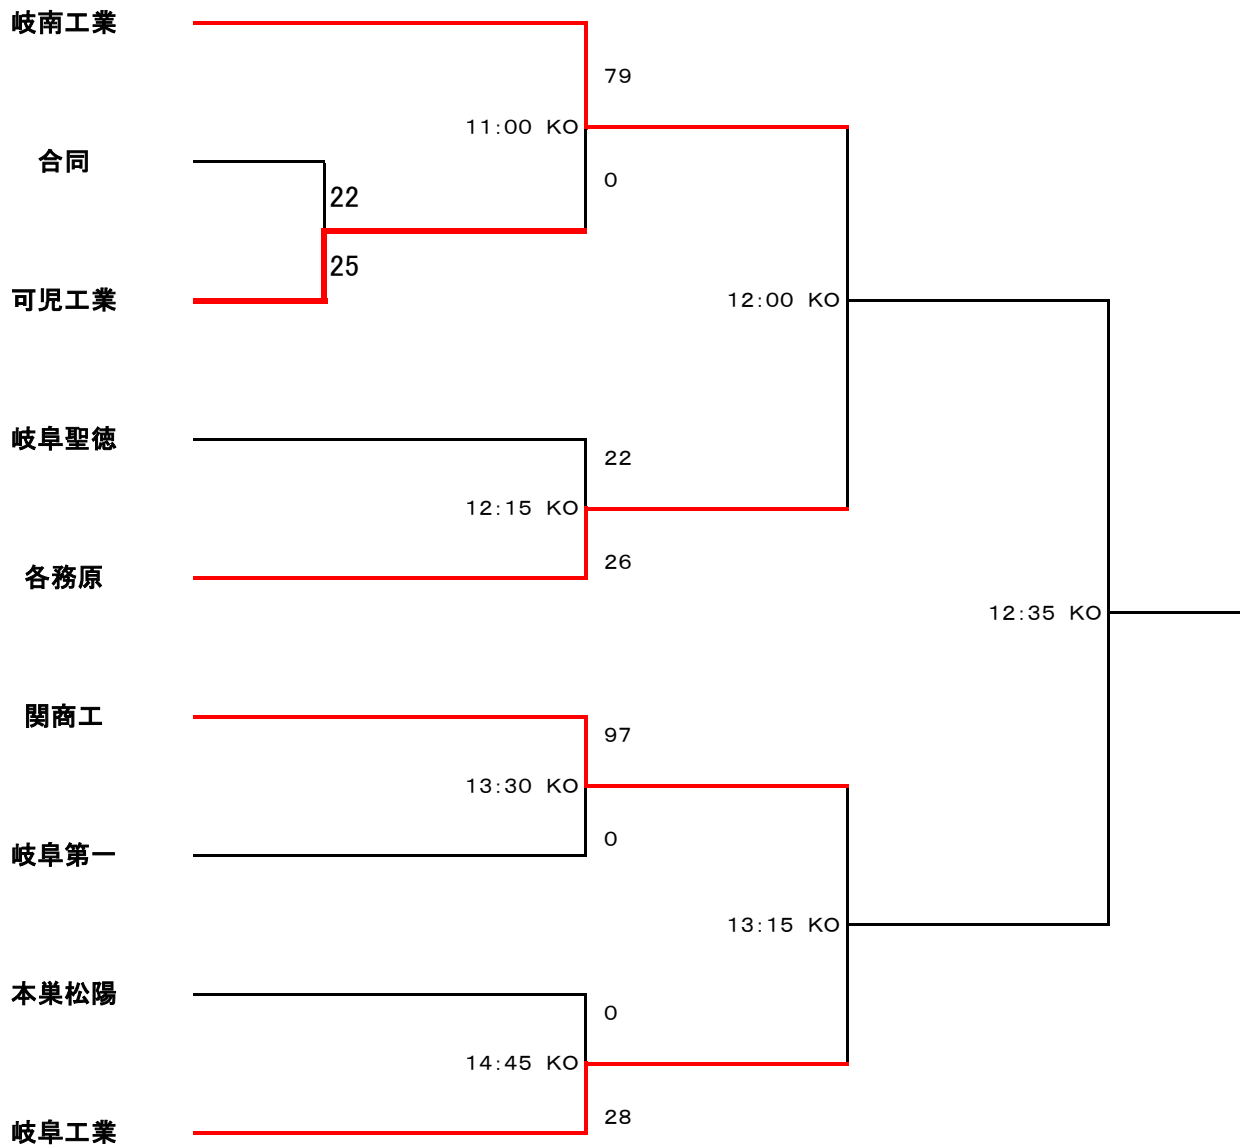 岐南工業
79
11:00 KO
合同
0
22
25
可児工業
12:00 KO
岐阜聖徳
22
12:15 KO
26
各務原
12:35 KO
関商工
97
13:30 KO
0
岐阜第一
13:15 KO
本巣松陽
0
14:45 KO
28
岐阜工業